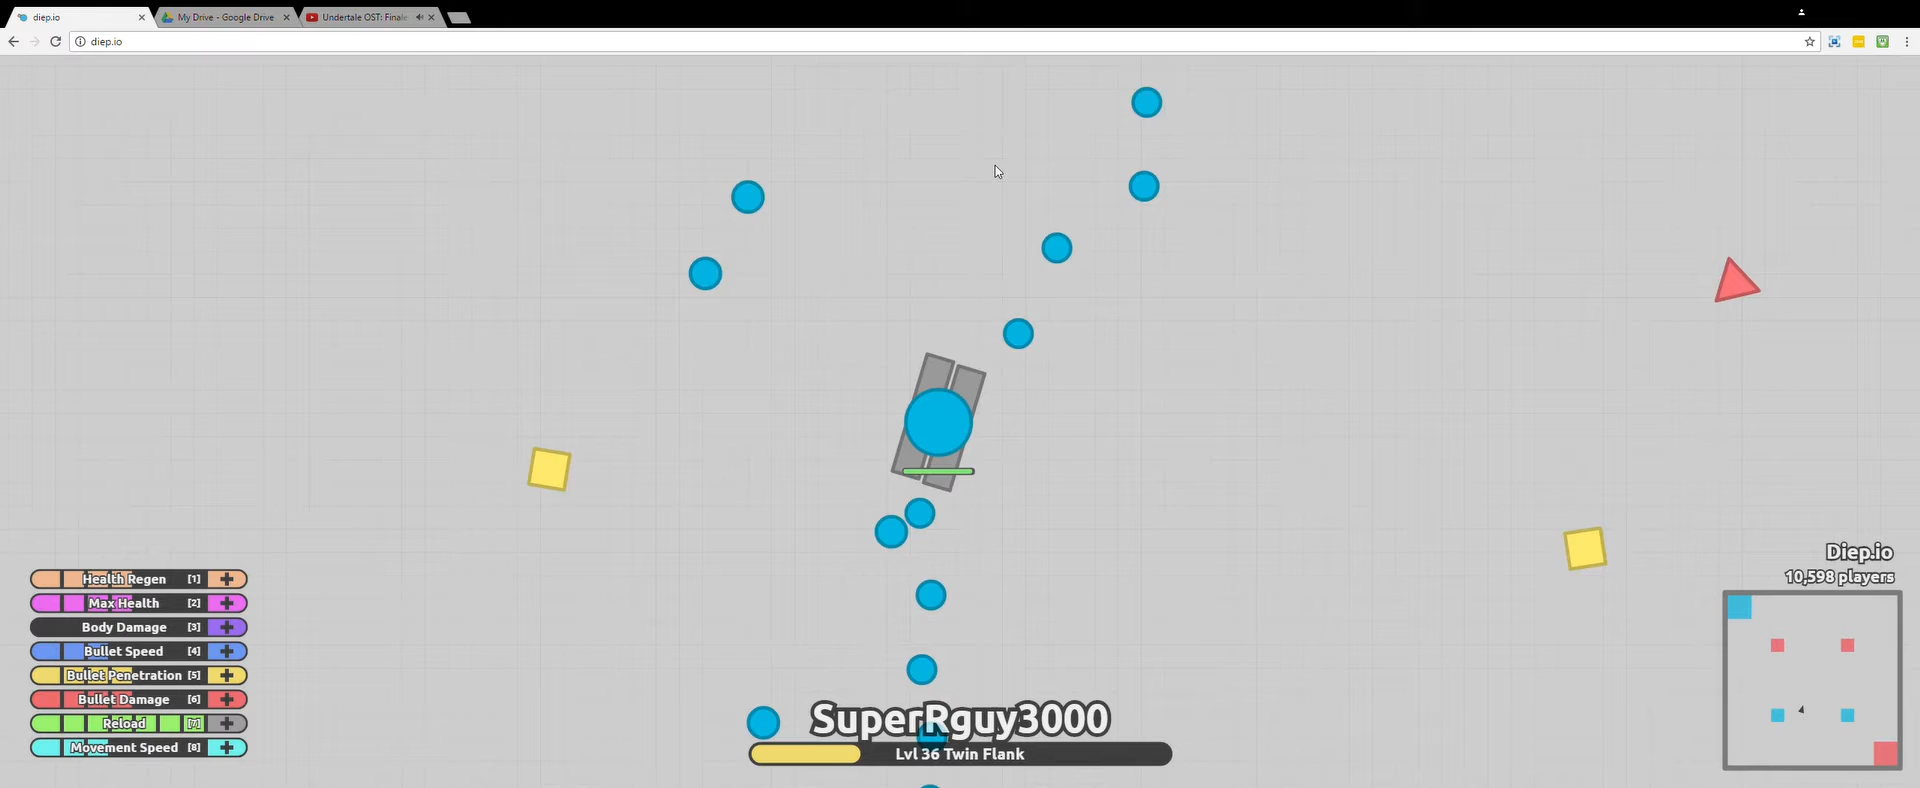 diep.io
My Drive - Google Drive
Undertale OST: Finale
diep.io
Health Regen [1]
Max Health [2]
Body Damage [3]
Bullet Speed [4]
Bullet Penetration [5]
Bullet Damage [6]
Reload [7]
Movement Speed [8]
SuperRguy3000
Lvl 36 Twin Flank
Diep.io
10,598 players